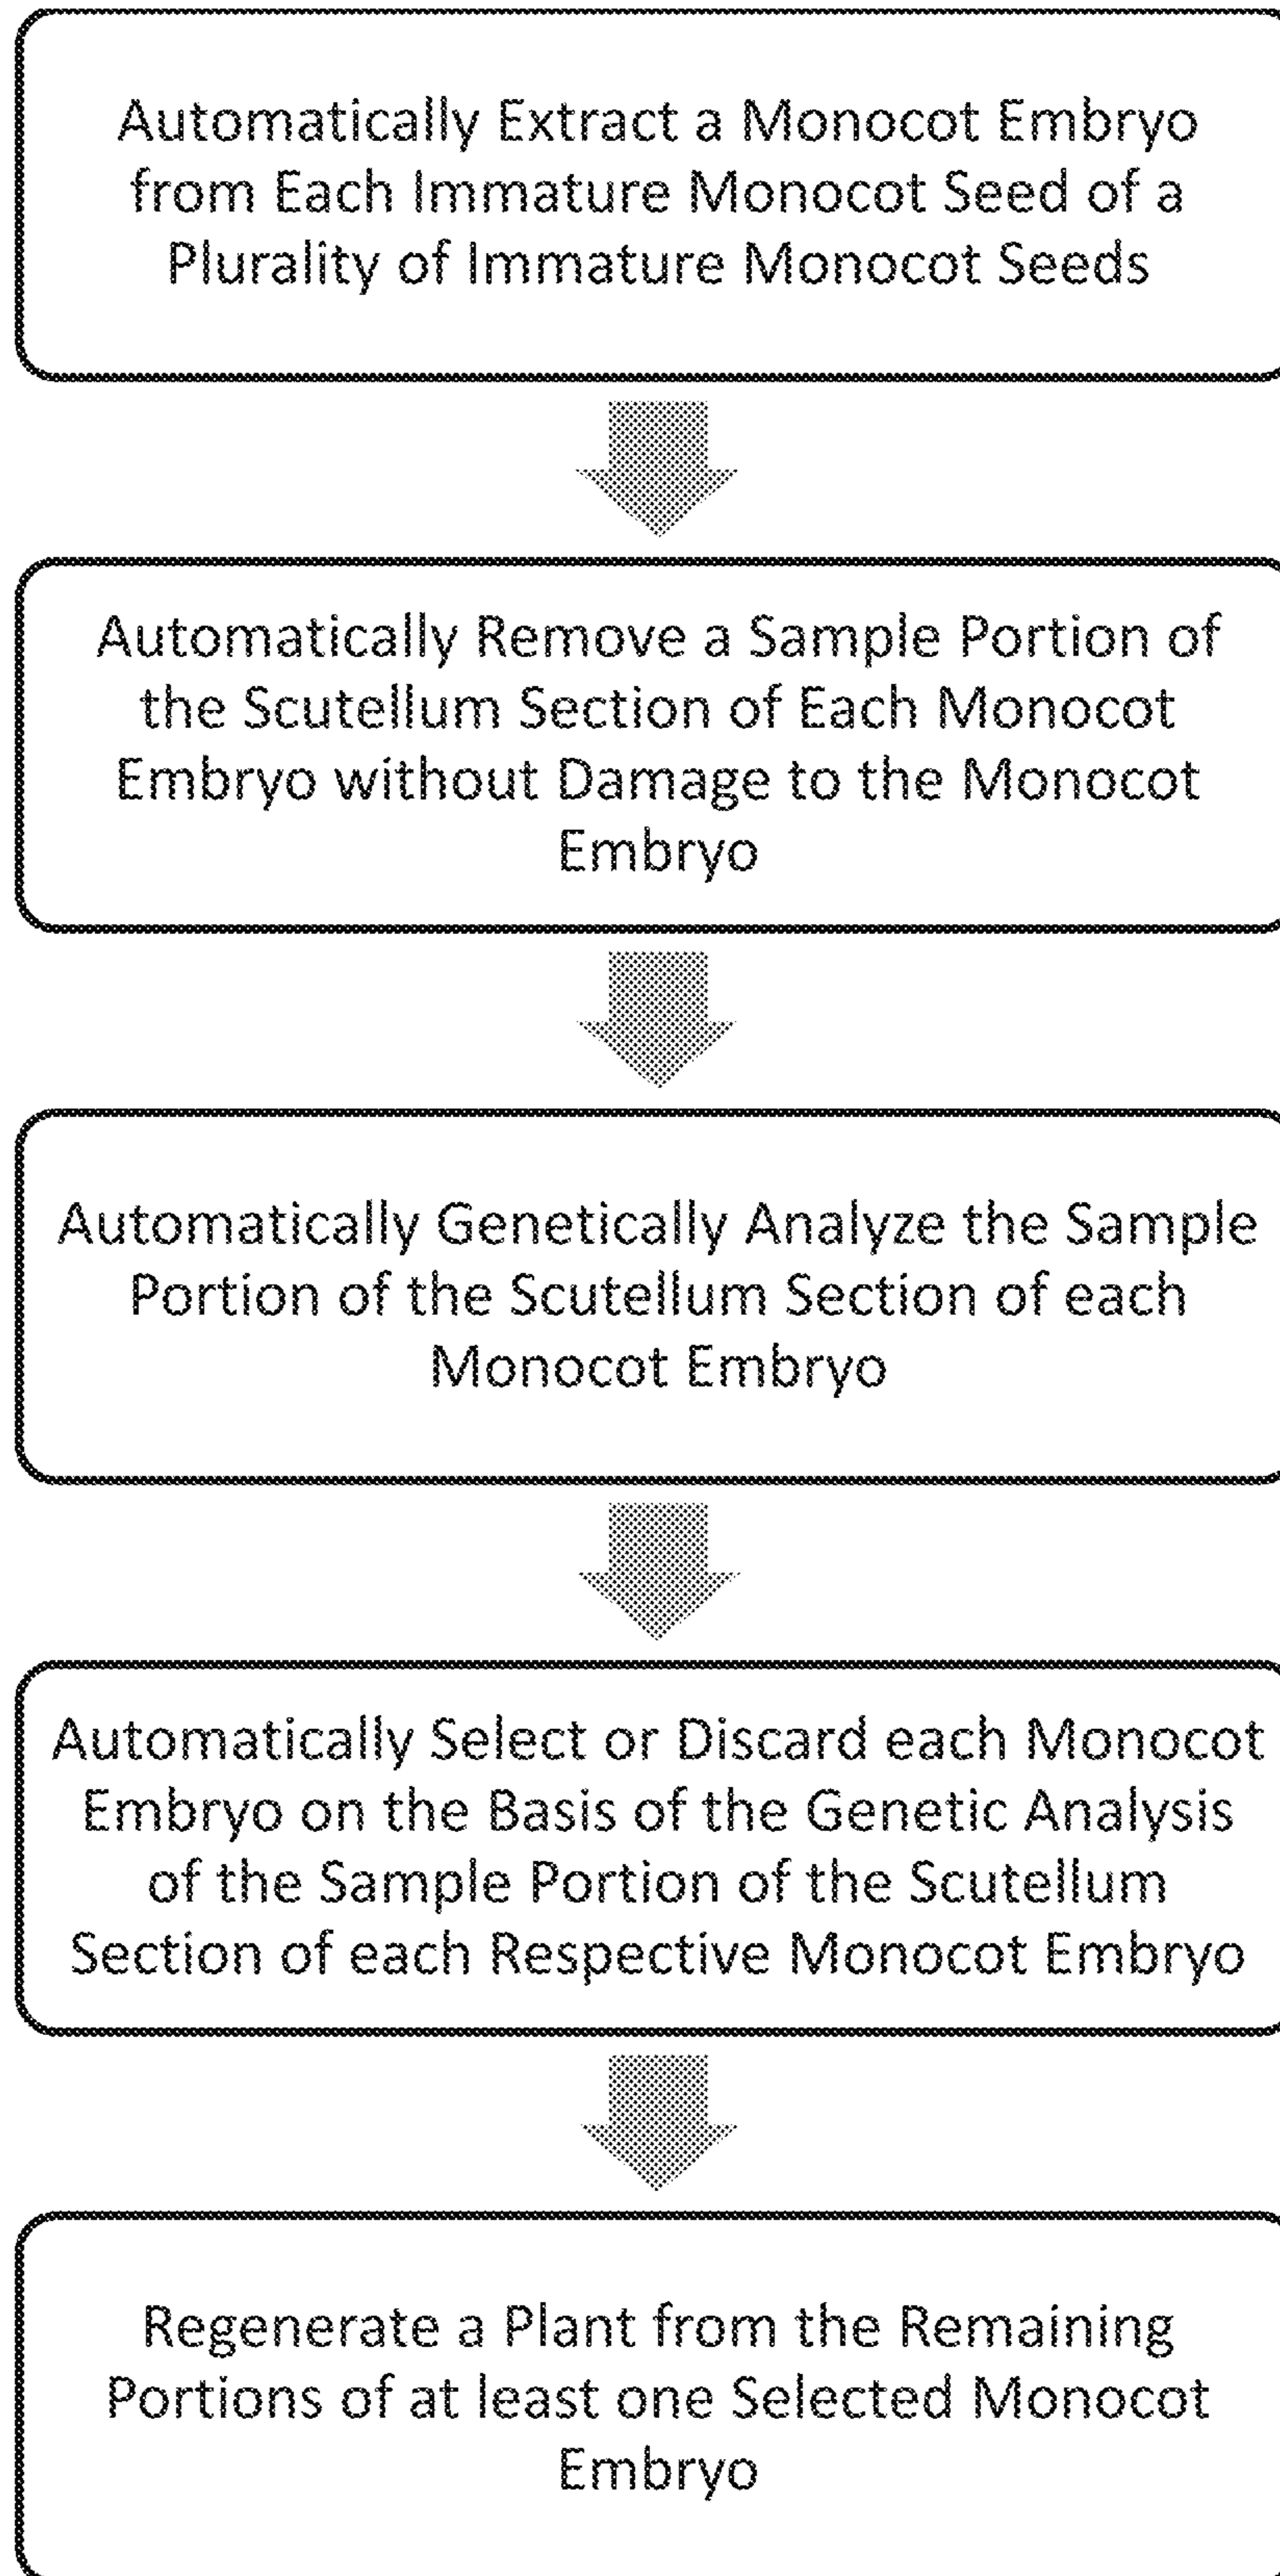 Automatically Extract a Monocot Embryo
from Each Immature Monocot Seed of a
Plurality of Immature Monocot Seeds
Automatically Remove a Sample Portion of
the Scutellum Section of Each Monocot
Embryo without Damage to the Monocot
Embryo
Automatically Genetically Analyze the Sample
Portion of the Scutellum Section of each
Monocot Embryo
Automatically Select or Discard each Monocot
Embryo on the Basis of the Genetic Analysis
of the Sample Portion of the Scutellum
Section of each Respective Monocot Embryo
Regenerate a Plant from the Remaining
Portions of at least one Selected Monocot
Embryo